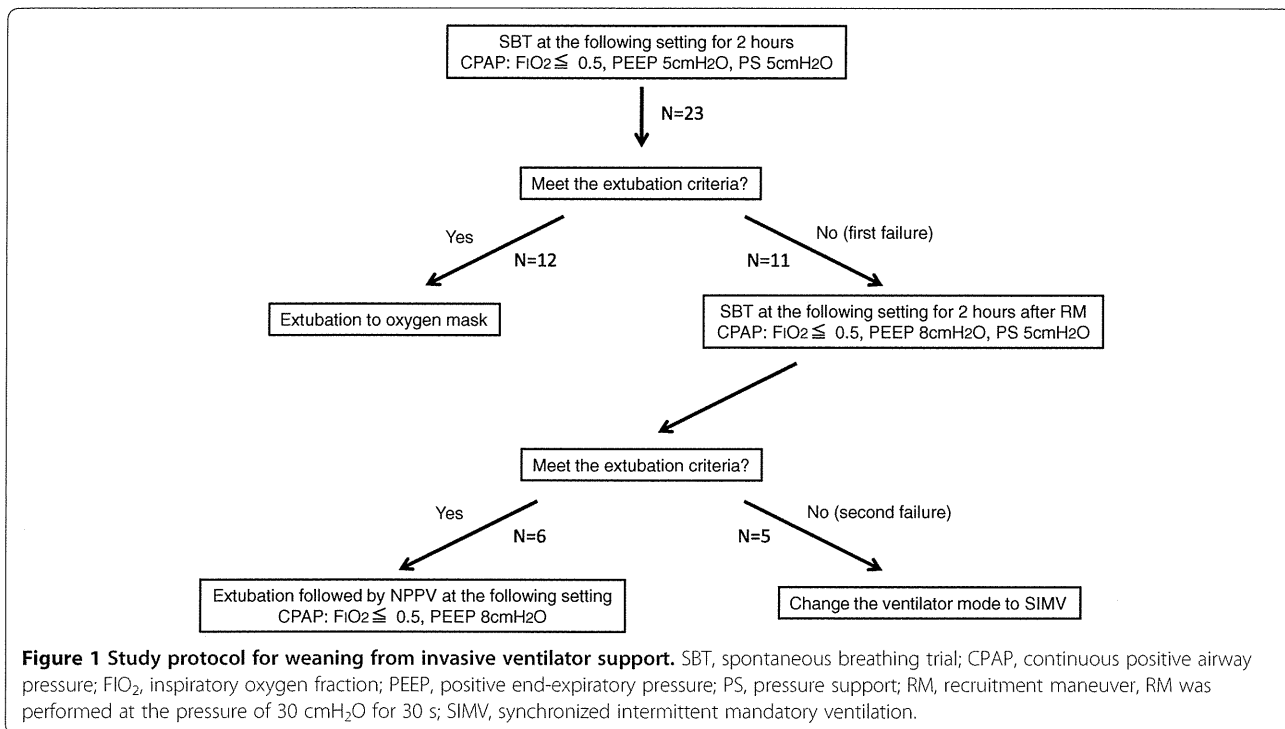 SBT at the following setting for 2 hours
CPAP: FiO2≦ 0.5, PEEP 5cmH2O, PS 5cmH2O
N=23
Meet the extubation criteria?
Yes
No (first failure)
N=12
N=11
Extubation to oxygen mask
SBT at the following setting for 2 hours after RM
CPAP: FiO2≦ 0.5, PEEP 8cmH2O, PS 5cmH2O
Meet the extubation criteria?
Yes
No (second failure)
N=6
N=5
Extubation followed by NPPV at the following setting
CPAP: FiO2≦ 0.5, PEEP 8cmH2O
Change the ventilator mode to SIMV
Figure 1 Study protocol for weaning from invasive ventilator support. SBT, spontaneous breathing trial; CPAP, continuous positive airway
pressure; FIO₂, inspiratory oxygen fraction; PEEP, positive end-expiratory pressure; PS, pressure support; RM, recruitment maneuver, RM was
performed at the pressure of 30 cmH₂O for 30 s; SIMV, synchronized intermittent mandatory ventilation.